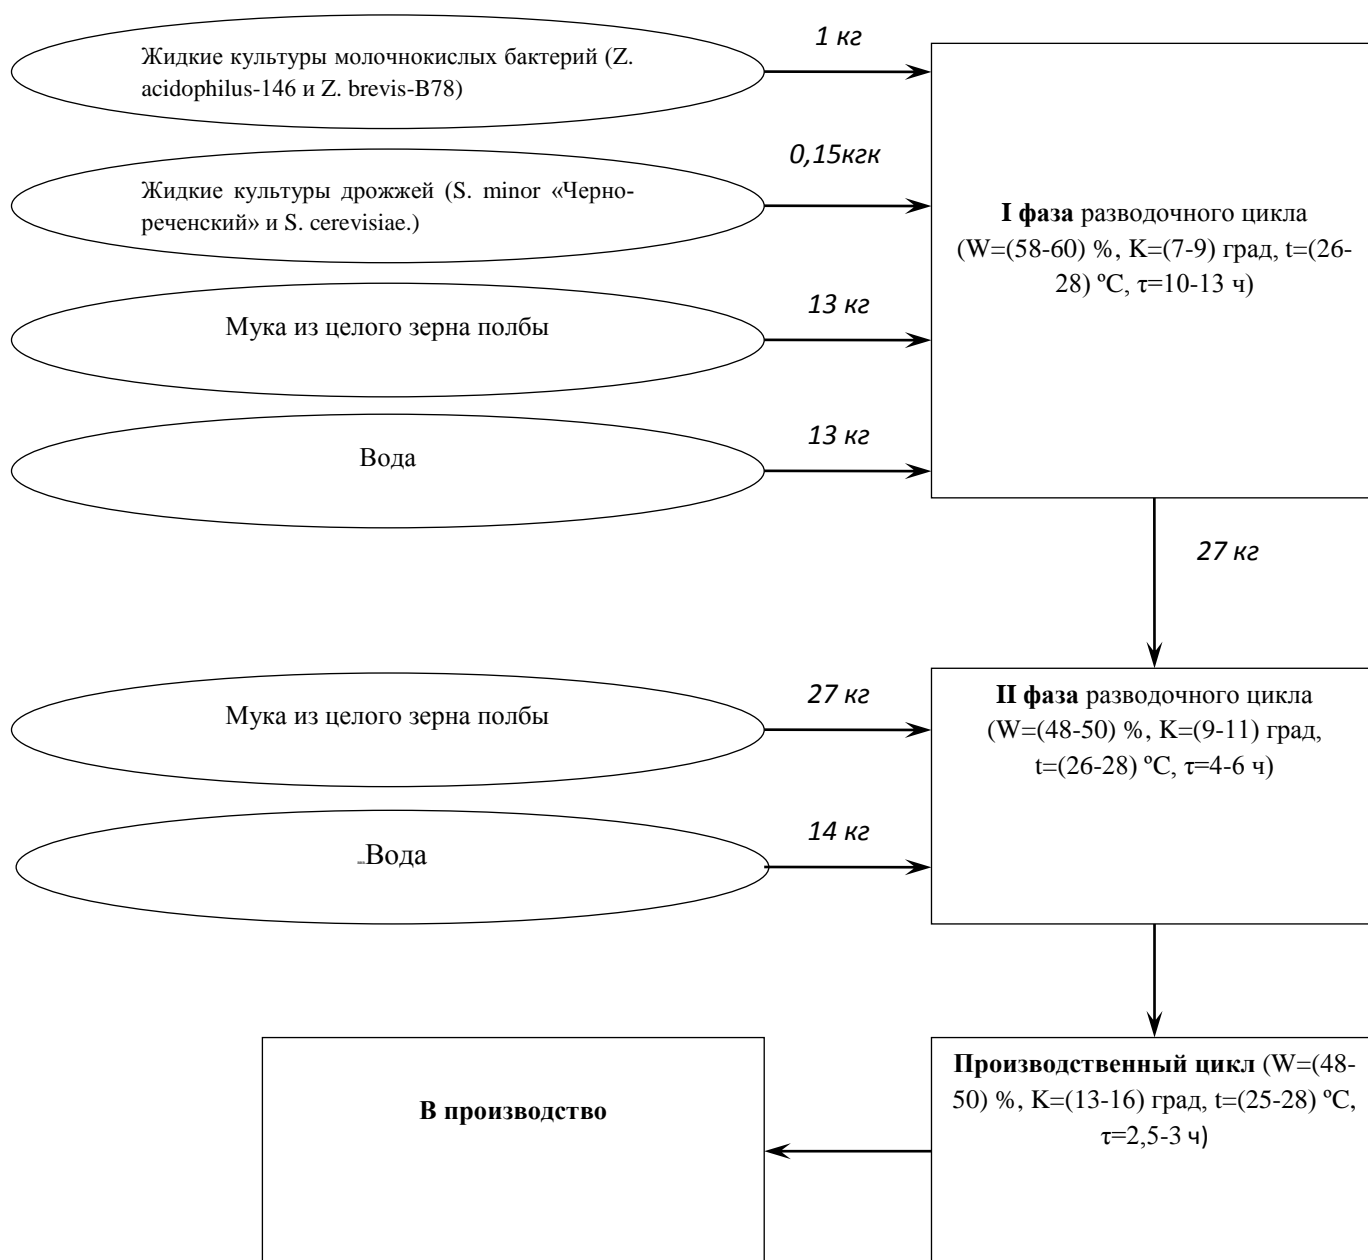 Жидкие культуры молочнокислых бактерий (Z.
acidophilus-146 и Z. brevis-B78)
1 кг
Жидкие культуры дрожжей (S. minor «Черно-
реченский» и S. cerevisiae.)
0,15кгк
Мука из целого зерна полбы
13 кг
Вода
13 кг
I фаза разводочного цикла
(W=(58-60) %, K=(7-9) град, t=(26-
28) ºC, τ=10-13 ч)
27 кг
Мука из целого зерна полбы
27 кг
Вода
14 кг
II фаза разводочного цикла
(W=(48-50) %, K=(9-11) град,
t=(26-28) ºC, τ=4-6 ч)
Производственный цикл (W=(48-
50) %, K=(13-16) град, t=(25-28) ºC,
τ=2,5-3 ч)
В производство